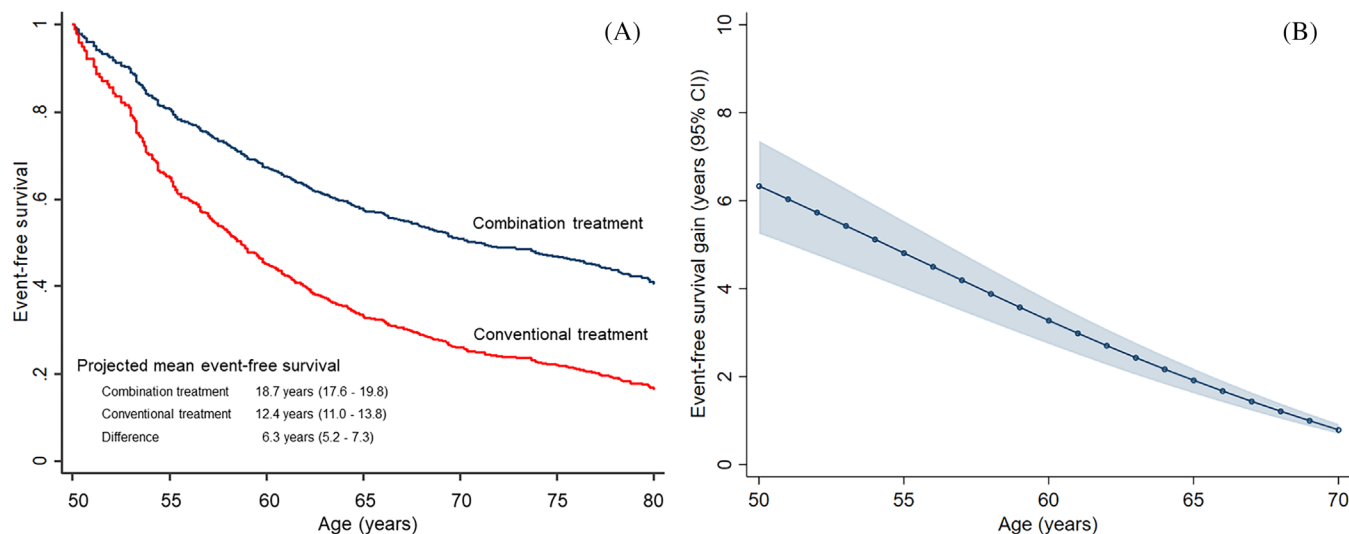 (A)
Event-free survival
1
.8
.6
.4
.2
0
Combination treatment
Conventional treatment
Projected mean event-free survival
Combination treatment 18.7 years (17.6 - 19.8)
Conventional treatment 12.4 years (11.0 - 13.8)
Difference 6.3 years (5.2 - 7.3)
50 55 60 65 70 75 80
Age (years)
(B)
Event-free survival gain (years (95% CI))
10
8
6
4
2
0
50 55 60 65 70
Age (years)